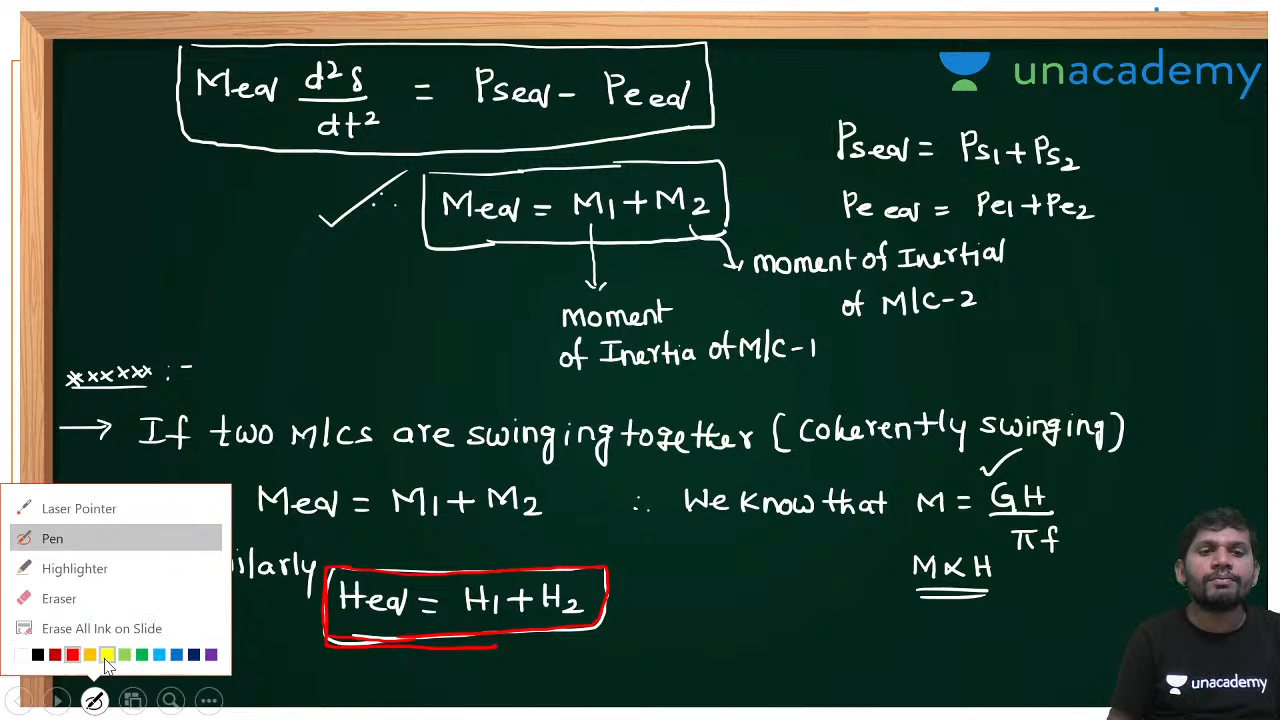 unacademy
Meq d²δ/dt² = Pseq - Peeq
Pseq = Ps1 + Ps2
Meq = M1 + M2
Peeq = Pe1 + Pe2
moment of Inertial
of M/C-2
moment
of Inertia of M/C-1
xxxxxx :-
→ If two M/Cs are swinging together (coherently swinging)
Meq = M1 + M2 ∴ We know that M = GH/πf
ilarly
Heq = H1 + H2
M ∝ H
Laser Pointer
Pen
Highlighter
Eraser
Erase All Ink on Slide
unacademy